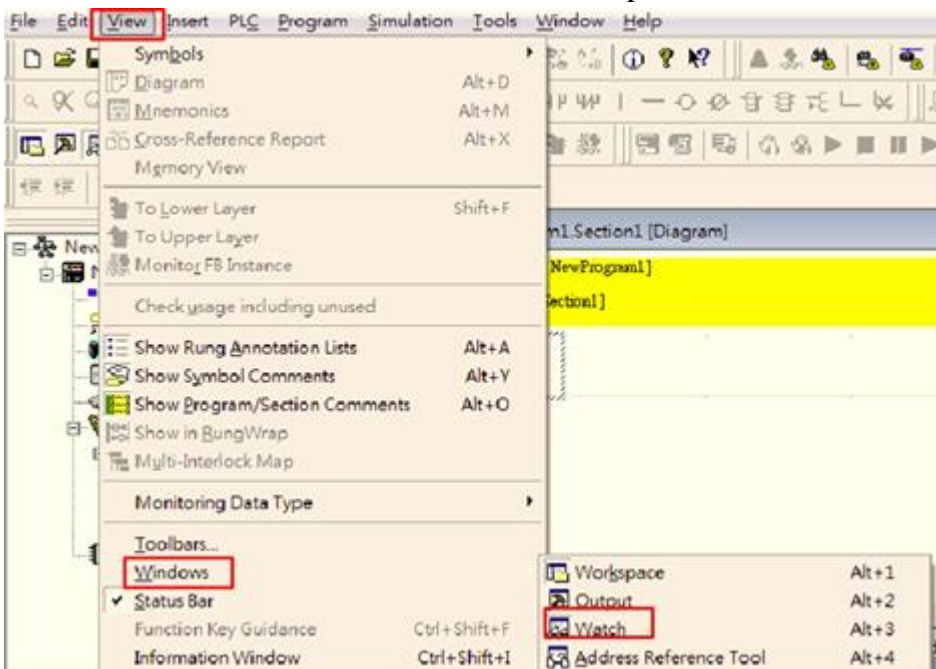 File Edit View Insert PLC Program Simulation Tools Window Help
Symbols
Diagram Alt+D
Mnemonics Alt+M
Cross-Reference Report Alt+X
Memory View
To Lower Layer Shift+F
To Upper Layer
Monitor FB Instance
Check usage including unused
Show Rung Annotation Lists Alt+A
Show Symbol Comments Alt+Y
Show Program/Section Comments Alt+O
Show in RungWrap
Multi-Interlock Map
Monitoring Data Type
Toolbars...
Windows
Status Bar
Function Key Guidance Ctrl+Shift+F
Information Window Ctrl+Shift+I
Workspace Alt+1
Output Alt+2
Watch Alt+3
Address Reference Tool Alt+4
New
m1.Section1 [Diagram]
NewProgram1]
Section1]